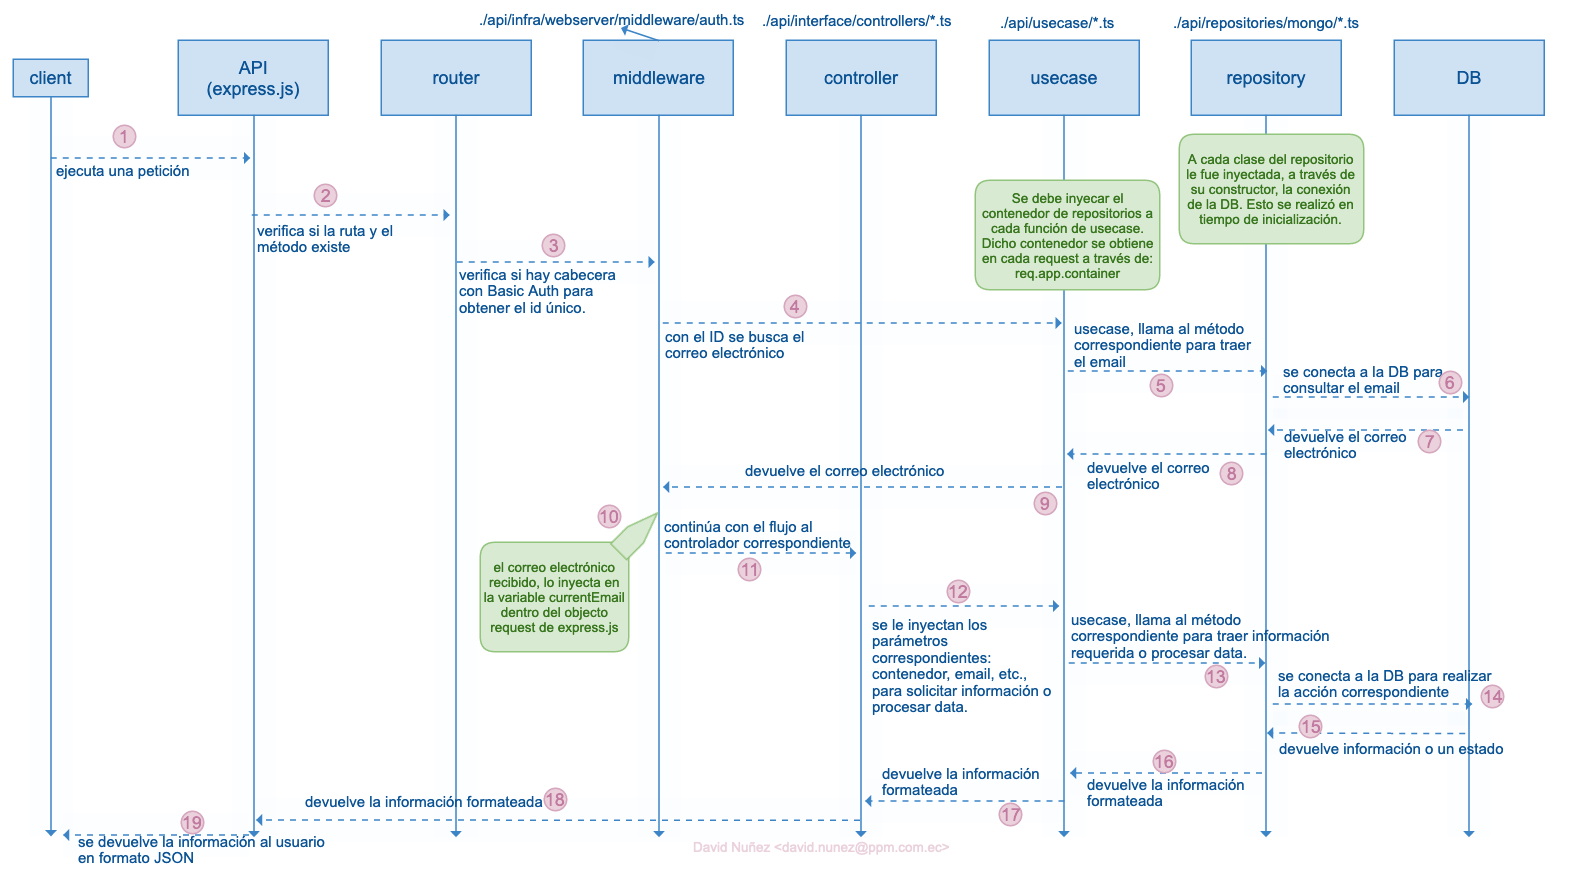 ./api/infra/webserver/middleware/auth.ts
./api/interface/controllers/*.ts
./api/usecase/*.ts
./api/repositories/mongo/*.ts
client
API
(express.js)
router
middleware
controller
usecase
repository
DB
1
ejecuta una petición
2
verifica si la ruta y el
método existe
3
verifica si hay cabecera
con Basic Auth para
obtener el id único.
Se debe inyecar el
contenedor de repositorios a
cada función de usecase.
Dicho contenedor se obtiene
en cada request a través de:
req.app.container
A cada clase del repositorio
le fue inyectada, a través de
su constructor, la conexión
de la DB. Esto se realizó en
tiempo de inicialización.
4
con el ID se busca el
correo electrónico
usecase, llama al método
correspondiente para traer
el email
5
se conecta a la DB para
consultar el email
6
devuelve el correo
electrónico
7
devuelve el correo
electrónico
8
devuelve el correo electrónico
9
10
el correo electrónico
recibido, lo inyecta en
la variable currentEmail
dentro del objecto
request de express.js
continúa con el flujo al
controlador correspondiente
11
12
se le inyectan los
parámetros
correspondientes:
contenedor, email, etc.,
para solicitar información o
procesar data.
usecase, llama al método
correspondiente para traer información
requerida o procesar data.
13
se conecta a la DB para realizar
la acción correspondiente
14
15
devuelve información o un estado
16
devuelve la información
formateada
devuelve la información
formateada
17
devuelve la información formateada
18
19
se devuelve la información al usuario
en formato JSON
David Nuñez <david.nunez@ppm.com.ec>